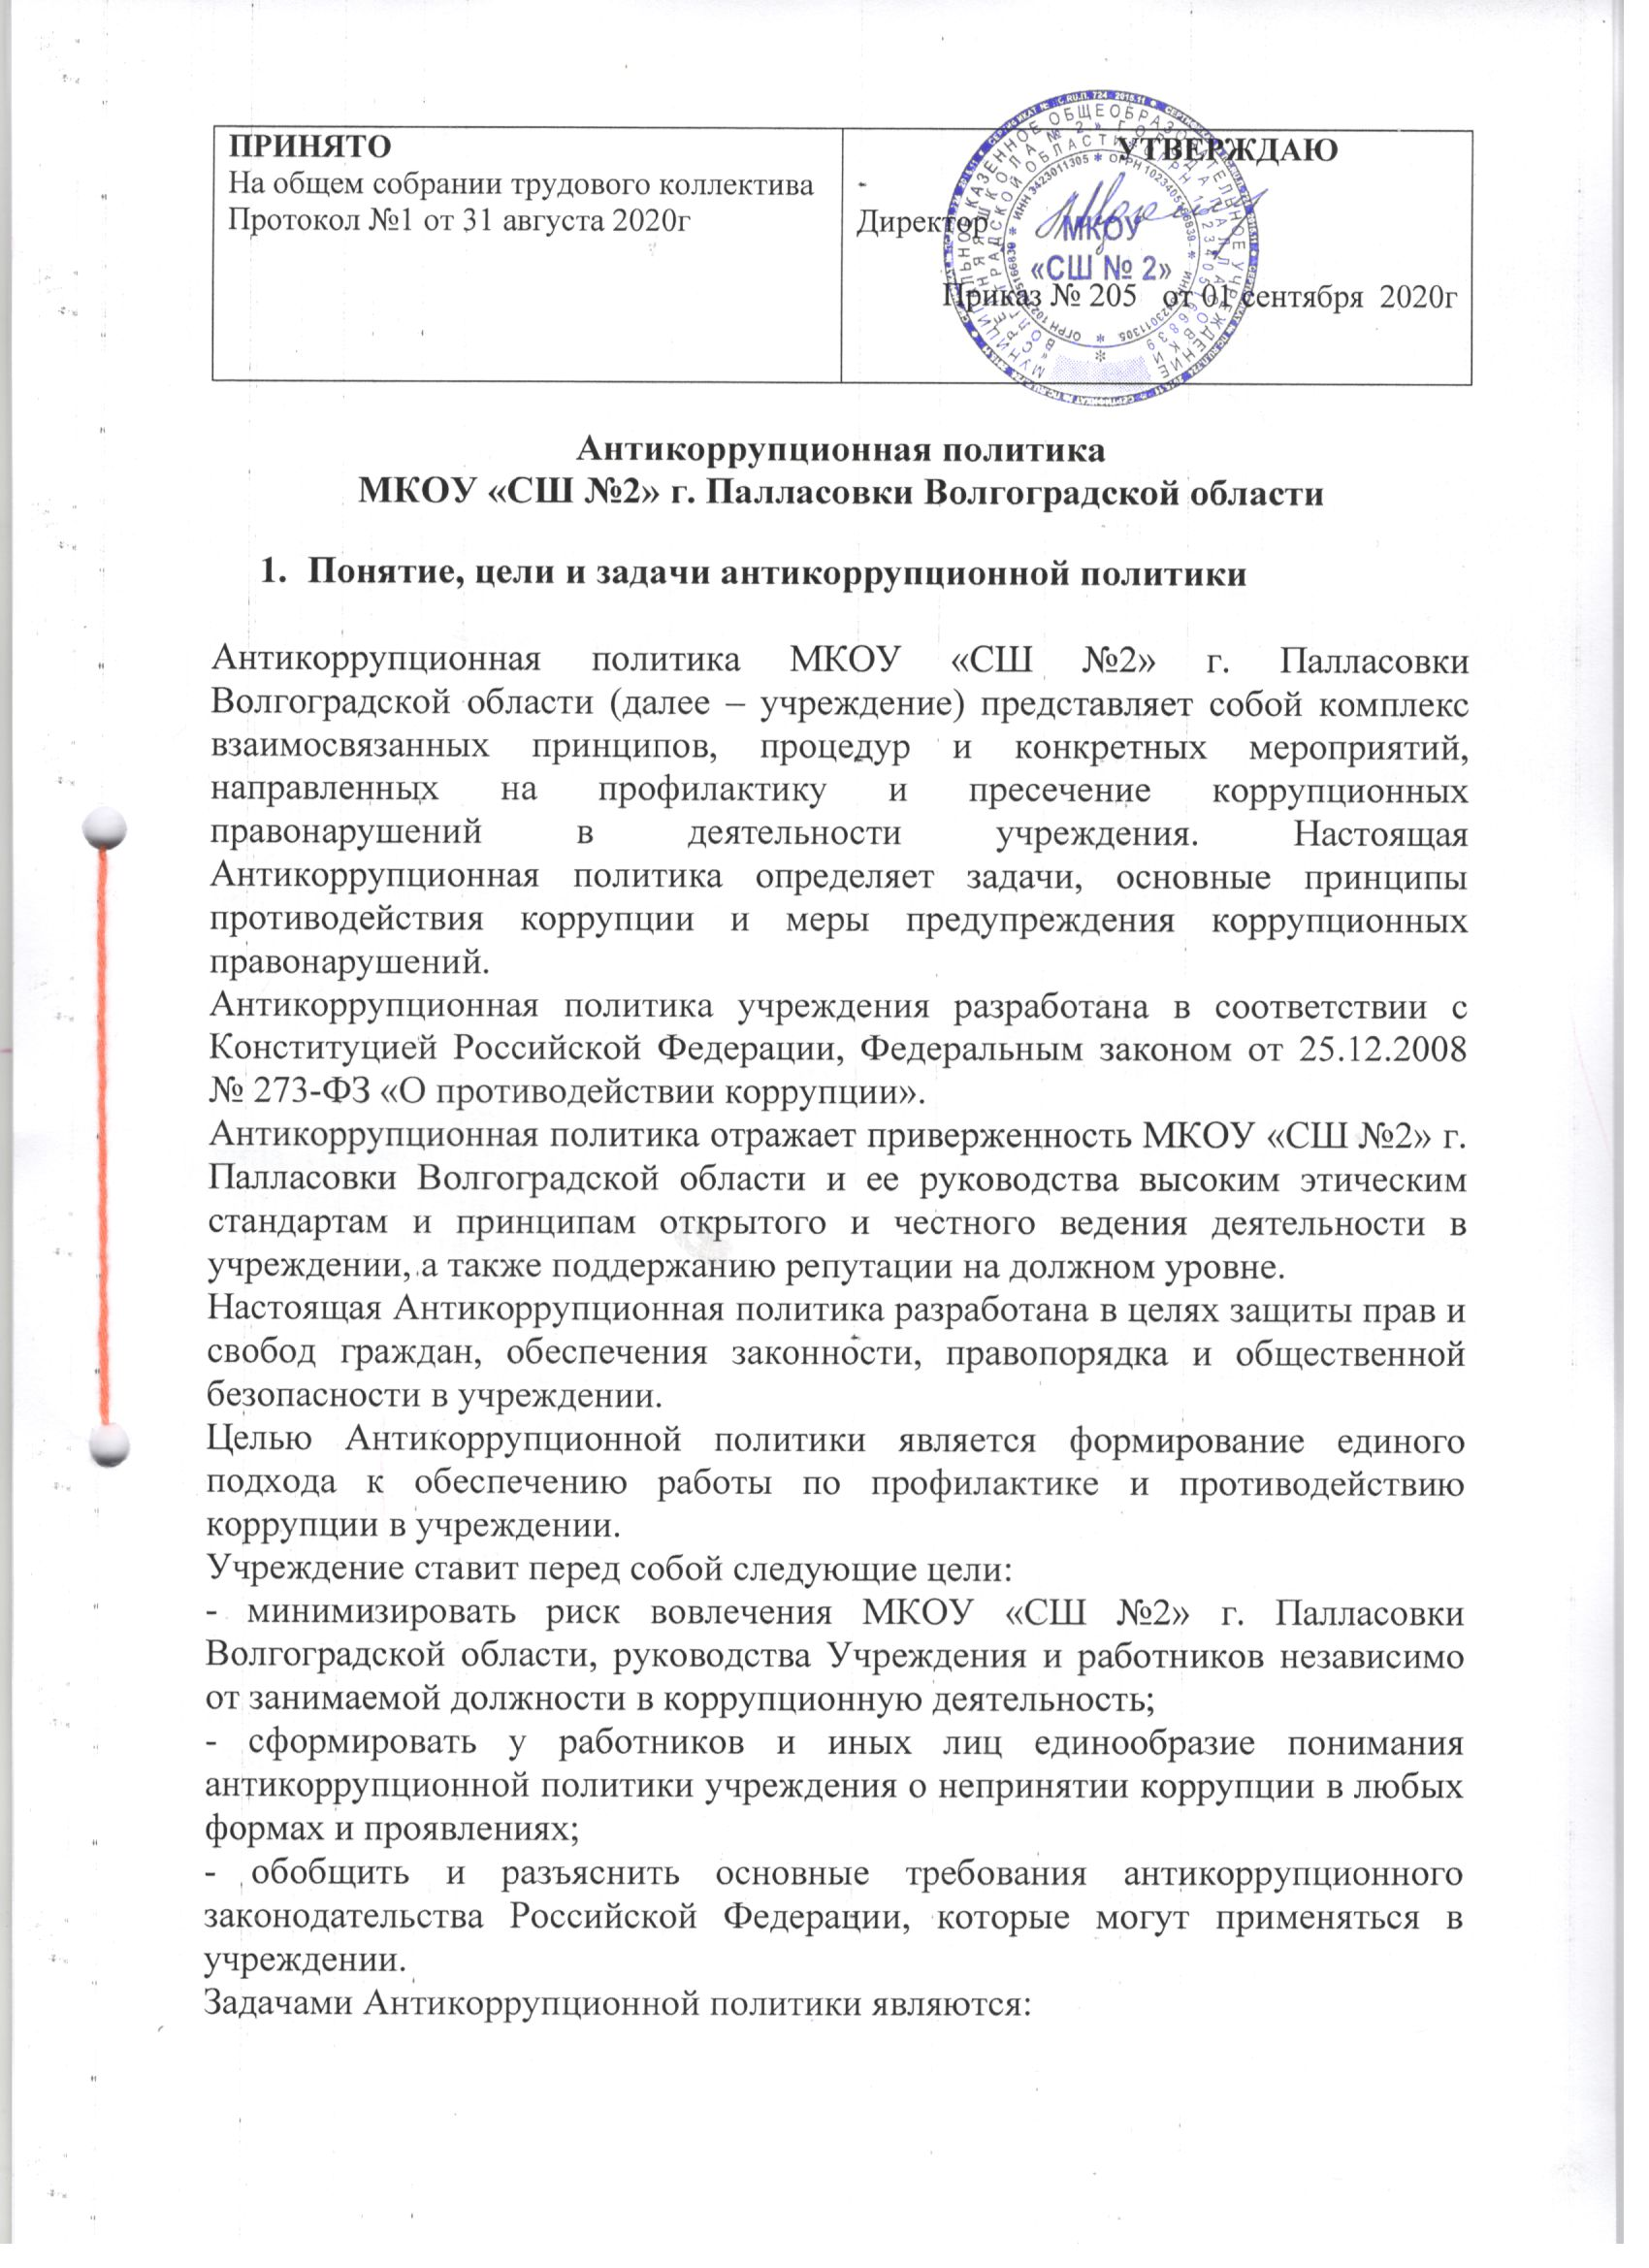 ПРИНЯТО
На общем собрании трудового коллектива
Протокол №1 от 31 августа 2020г
УТВЕРЖДАЮ
Директор
МКОУ
«СШ № 2»
Приказ № 205 от 01 сентября 2020г
Антикоррупционная политика
МКОУ «СШ №2» г. Палласовки Волгоградской области
1. Понятие, цели и задачи антикоррупционной политики
Антикоррупционная политика МКОУ «СШ №2» г. Палласовки
Волгоградской области (далее – учреждение) представляет собой комплекс
взаимосвязанных принципов, процедур и конкретных мероприятий,
направленных на профилактику и пресечение коррупционных
правонарушений в деятельности учреждения. Настоящая
Антикоррупционная политика определяет задачи, основные принципы
противодействия коррупции и меры предупреждения коррупционных
правонарушений.
Антикоррупционная политика учреждения разработана в соответствии с
Конституцией Российской Федерации, Федеральным законом от 25.12.2008
№ 273-ФЗ «О противодействии коррупции».
Антикоррупционная политика отражает приверженность МКОУ «СШ №2» г.
Палласовки Волгоградской области и ее руководства высоким этическим
стандартам и принципам открытого и честного ведения деятельности в
учреждении, а также поддержанию репутации на должном уровне.
Настоящая Антикоррупционная политика разработана в целях защиты прав и
свобод граждан, обеспечения законности, правопорядка и общественной
безопасности в учреждении.
Целью Антикоррупционной политики является формирование единого
подхода к обеспечению работы по профилактике и противодействию
коррупции в учреждении.
Учреждение ставит перед собой следующие цели:
- минимизировать риск вовлечения МКОУ «СШ №2» г. Палласовки
Волгоградской области, руководства Учреждения и работников независимо
от занимаемой должности в коррупционную деятельность;
- сформировать у работников и иных лиц единообразие понимания
антикоррупционной политики учреждения о непринятии коррупции в любых
формах и проявлениях;
- обобщить и разъяснить основные требования антикоррупционного
законодательства Российской Федерации, которые могут применяться в
учреждении.
Задачами Антикоррупционной политики являются: